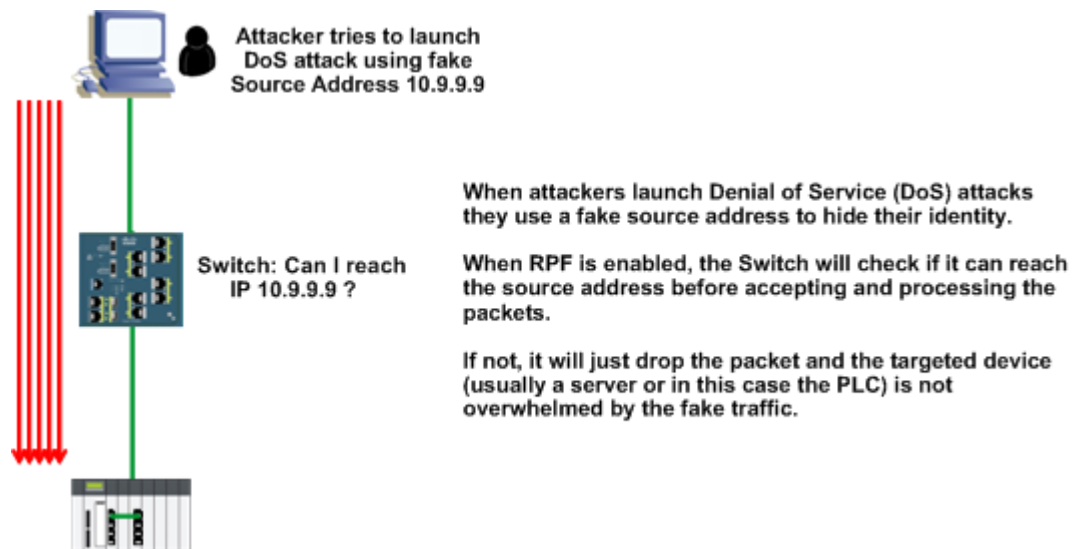 Attacker tries to launch
DoS attack using fake
Source Address 10.9.9.9
When attackers launch Denial of Service (DoS) attacks
they use a fake source address to hide their identity.
Switch: Can I reach
IP 10.9.9.9 ?
When RPF is enabled, the Switch will check if it can reach
the source address before accepting and processing the
packets.
If not, it will just drop the packet and the targeted device
(usually a server or in this case the PLC) is not
overwhelmed by the fake traffic.